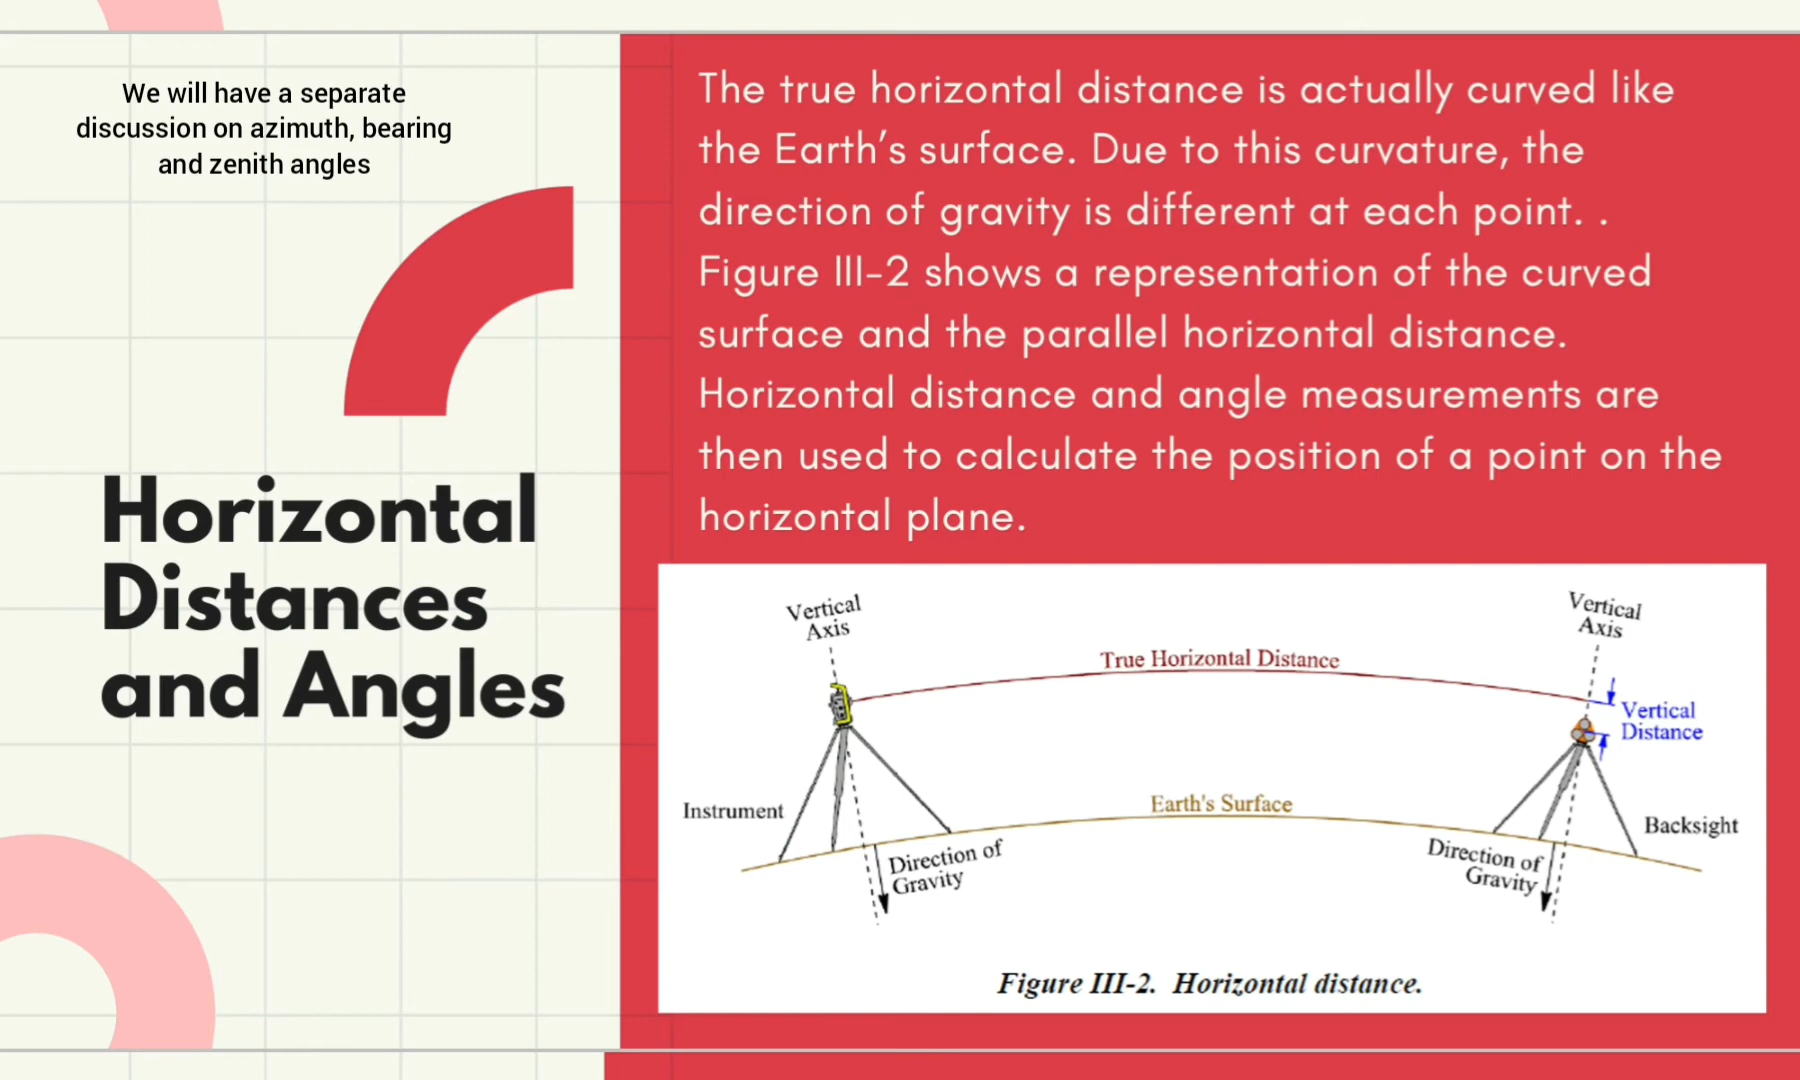 We will have a separate
discussion on azimuth, bearing
and zenith angles
Horizontal
Distances
and Angles
The true horizontal distance is actually curved like
the Earth's surface. Due to this curvature, the
direction of gravity is different at each point. .
Figure III-2 shows a representation of the curved
surface and the parallel horizontal distance.
Horizontal distance and angle measurements are
then used to calculate the position of a point on the
horizontal plane.
Vertical
Axis
Vertical
Axis
True Horizontal Distance
Vertical
Distance
Instrument
Earth's Surface
Backsight
Direction of
Gravity
Direction of
Gravity
Figure III-2. Horizontal distance.